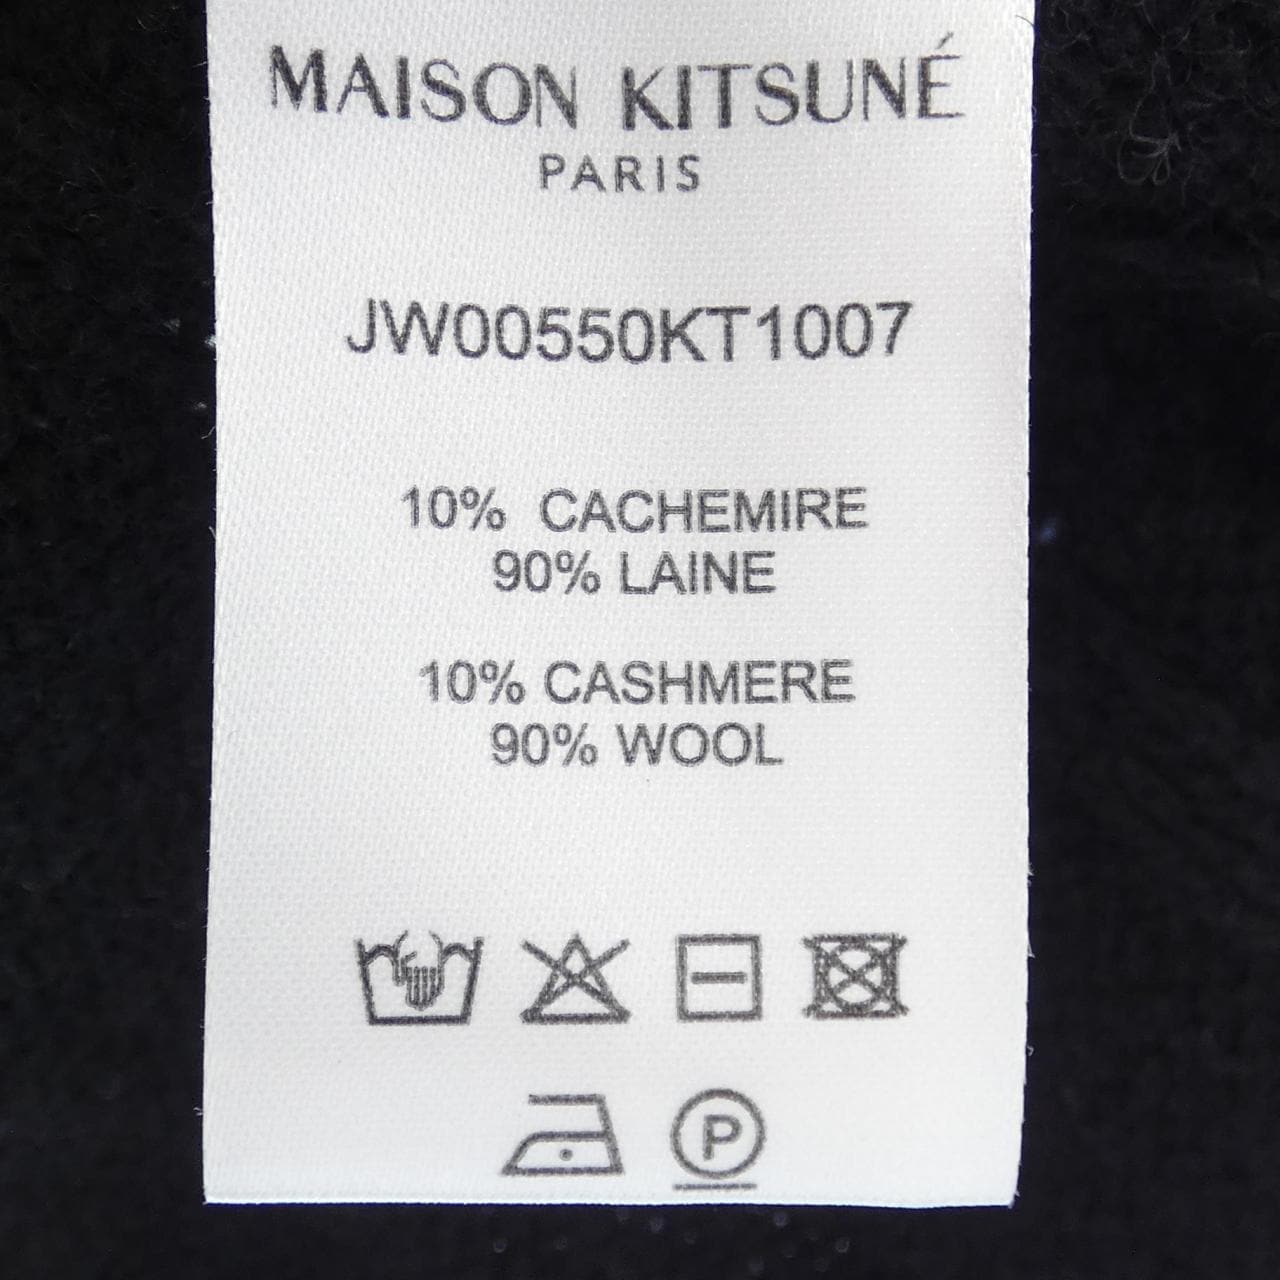 MAISON KITSUNÉ
PARIS
JW00550KT1007
10% CACHEMIRE
90% LAINE
10% CASHMERE
90% WOOL
P